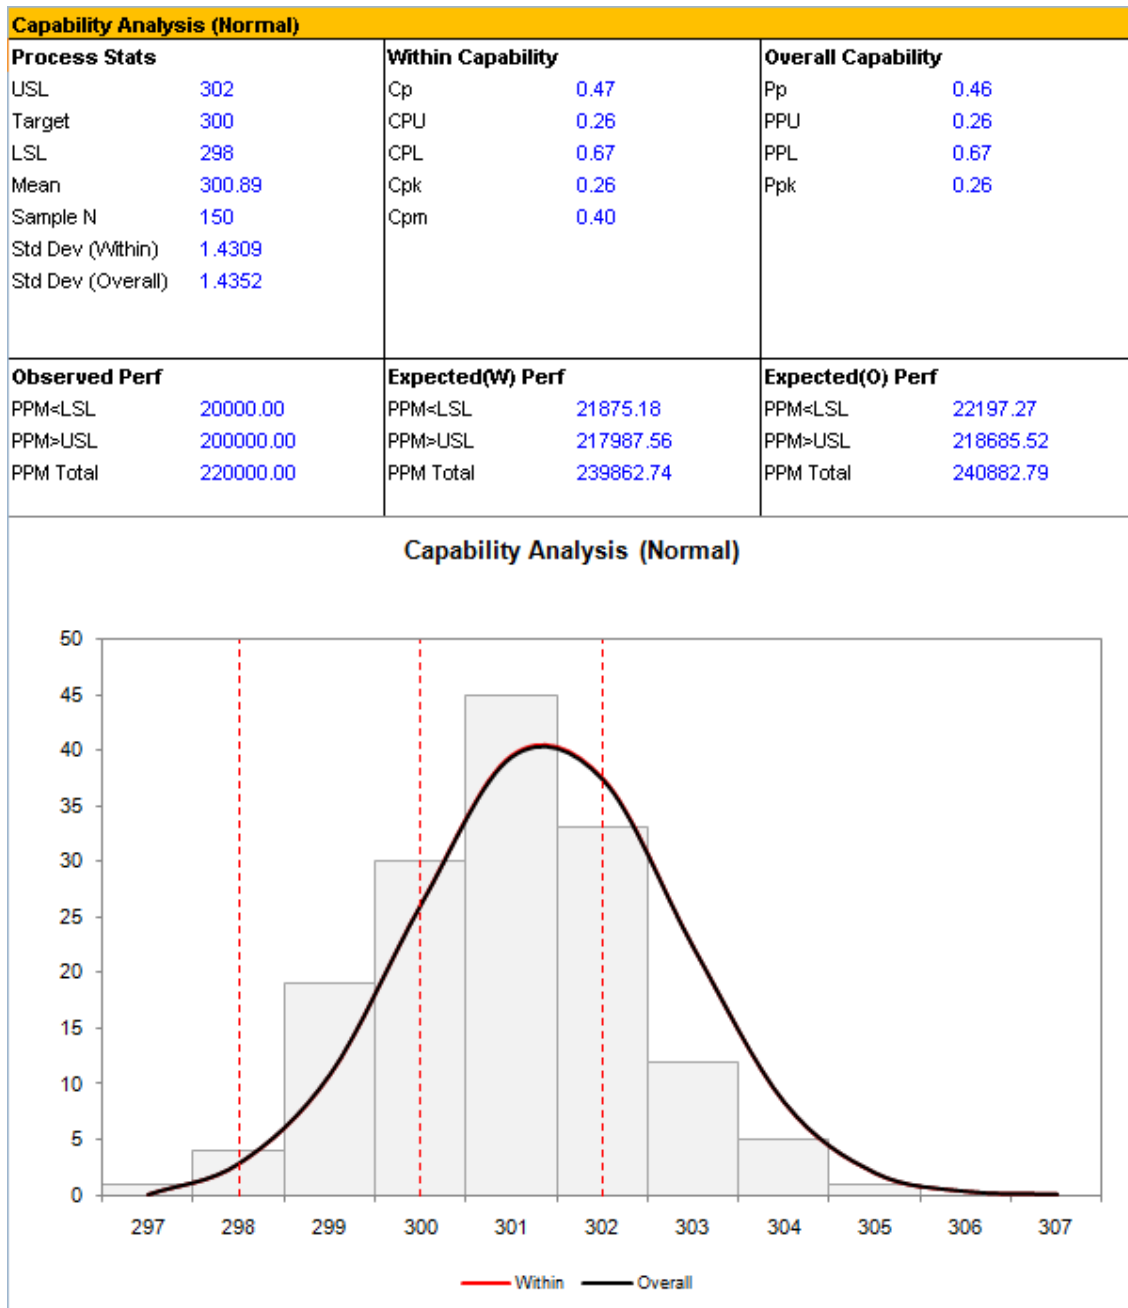 Capability Analysis (Normal)
Process Stats Within Capability Overall Capability
USL 302 Cp 0.47 Pp 0.46
Target 300 CPU 0.26 PPU 0.26
LSL 298 CPL 0.67 PPL 0.67
Mean 300.89 Cpk 0.26 Ppk 0.26
Sample N 150 Cpm 0.40
Std Dev (Within) 1.4309
Std Dev (Overall) 1.4352
Observed Perf Expected(W) Perf Expected(O) Perf
PPM<LSL 20000.00 PPM<LSL 21875.18 PPM<LSL 22197.27
PPM>USL 200000.00 PPM>USL 217987.56 PPM>USL 218685.52
PPM Total 220000.00 PPM Total 239862.74 PPM Total 240882.79
Capability Analysis (Normal)
50
45
40
35
30
25
20
15
10
5
0
297 298 299 300 301 302 303 304 305 306 307
Within Overall